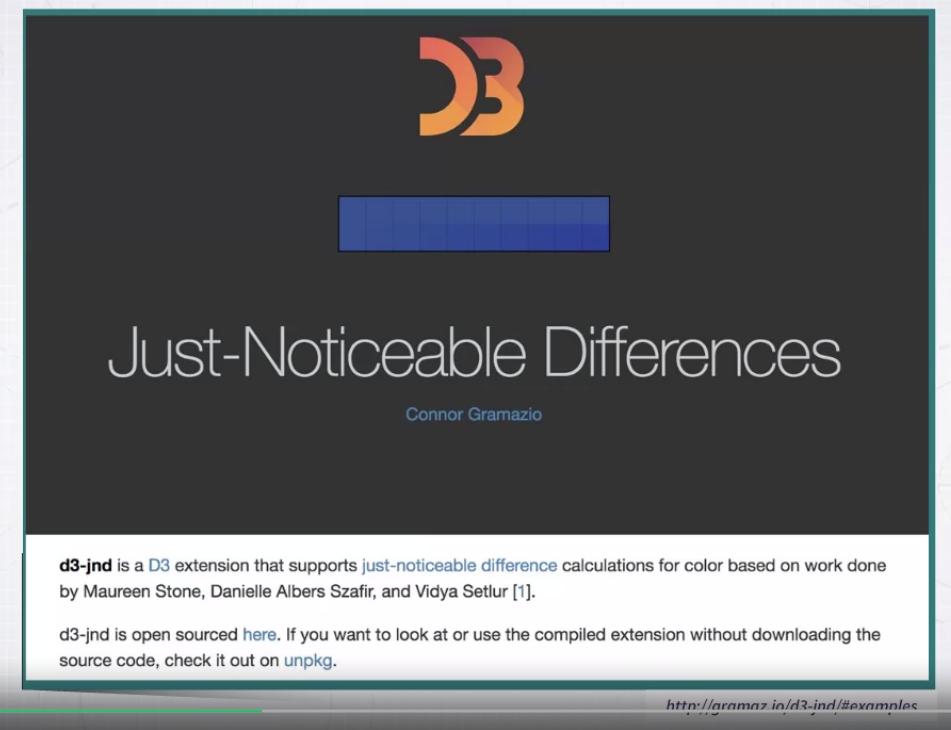 D3
Just-Noticeable Differences
Connor Gramazio
d3-jnd is a D3 extension that supports just-noticeable difference calculations for color based on work done
by Maureen Stone, Danielle Albers Szafir, and Vidya Setlur [1].
d3-jnd is open sourced here. If you want to look at or use the compiled extension without downloading the
source code, check it out on unpkg.
http://gramaz.io/d3-jnd/#examples